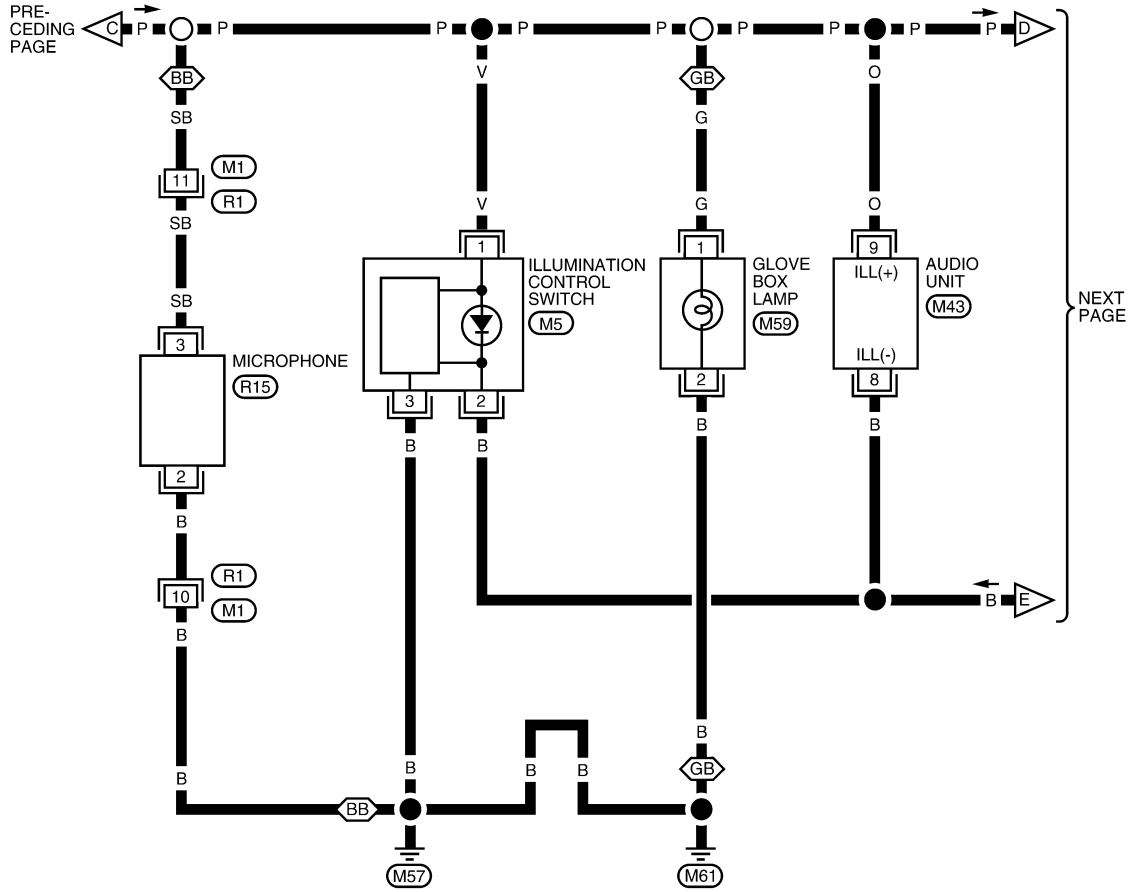 PRE-
CEDING
PAGE
C P P P P P P P P D
BB V GB O
SB G
11 M1
R1
SB V G O
SB
1 1 9
ILLUMINATION
CONTROL
SWITCH
M5
GLOVE
BOX
LAMP
M59
ILL(+)
AUDIO
UNIT
M43
NEXT
PAGE
3
MICROPHONE
R15
ILL(-)
3 2 2 8
B B B B
2
B
R1
10 M1
B E
B
B
GB
B B B B
BB
M57 M61